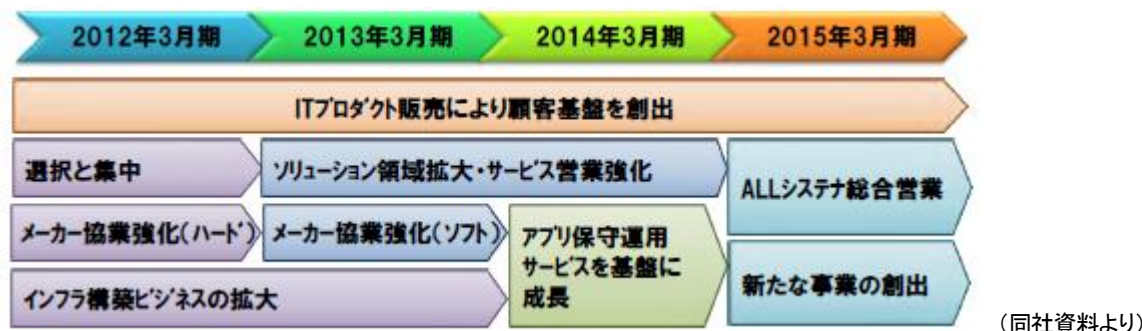 2012年3月期
2013年3月期
2014年3月期
2015年3月期
ITプロダクト販売により顧客基盤を創出
選択と集中
ソリューション領域拡大・サービス営業強化
ALLシステナ総合営業
メーカー協業強化(ハード)
メーカー協業強化(ソフト)
アプリ保守運用
サービスを基盤に
成長
インフラ構築ビジネスの拡大
新たな事業の創出
(同社資料より)